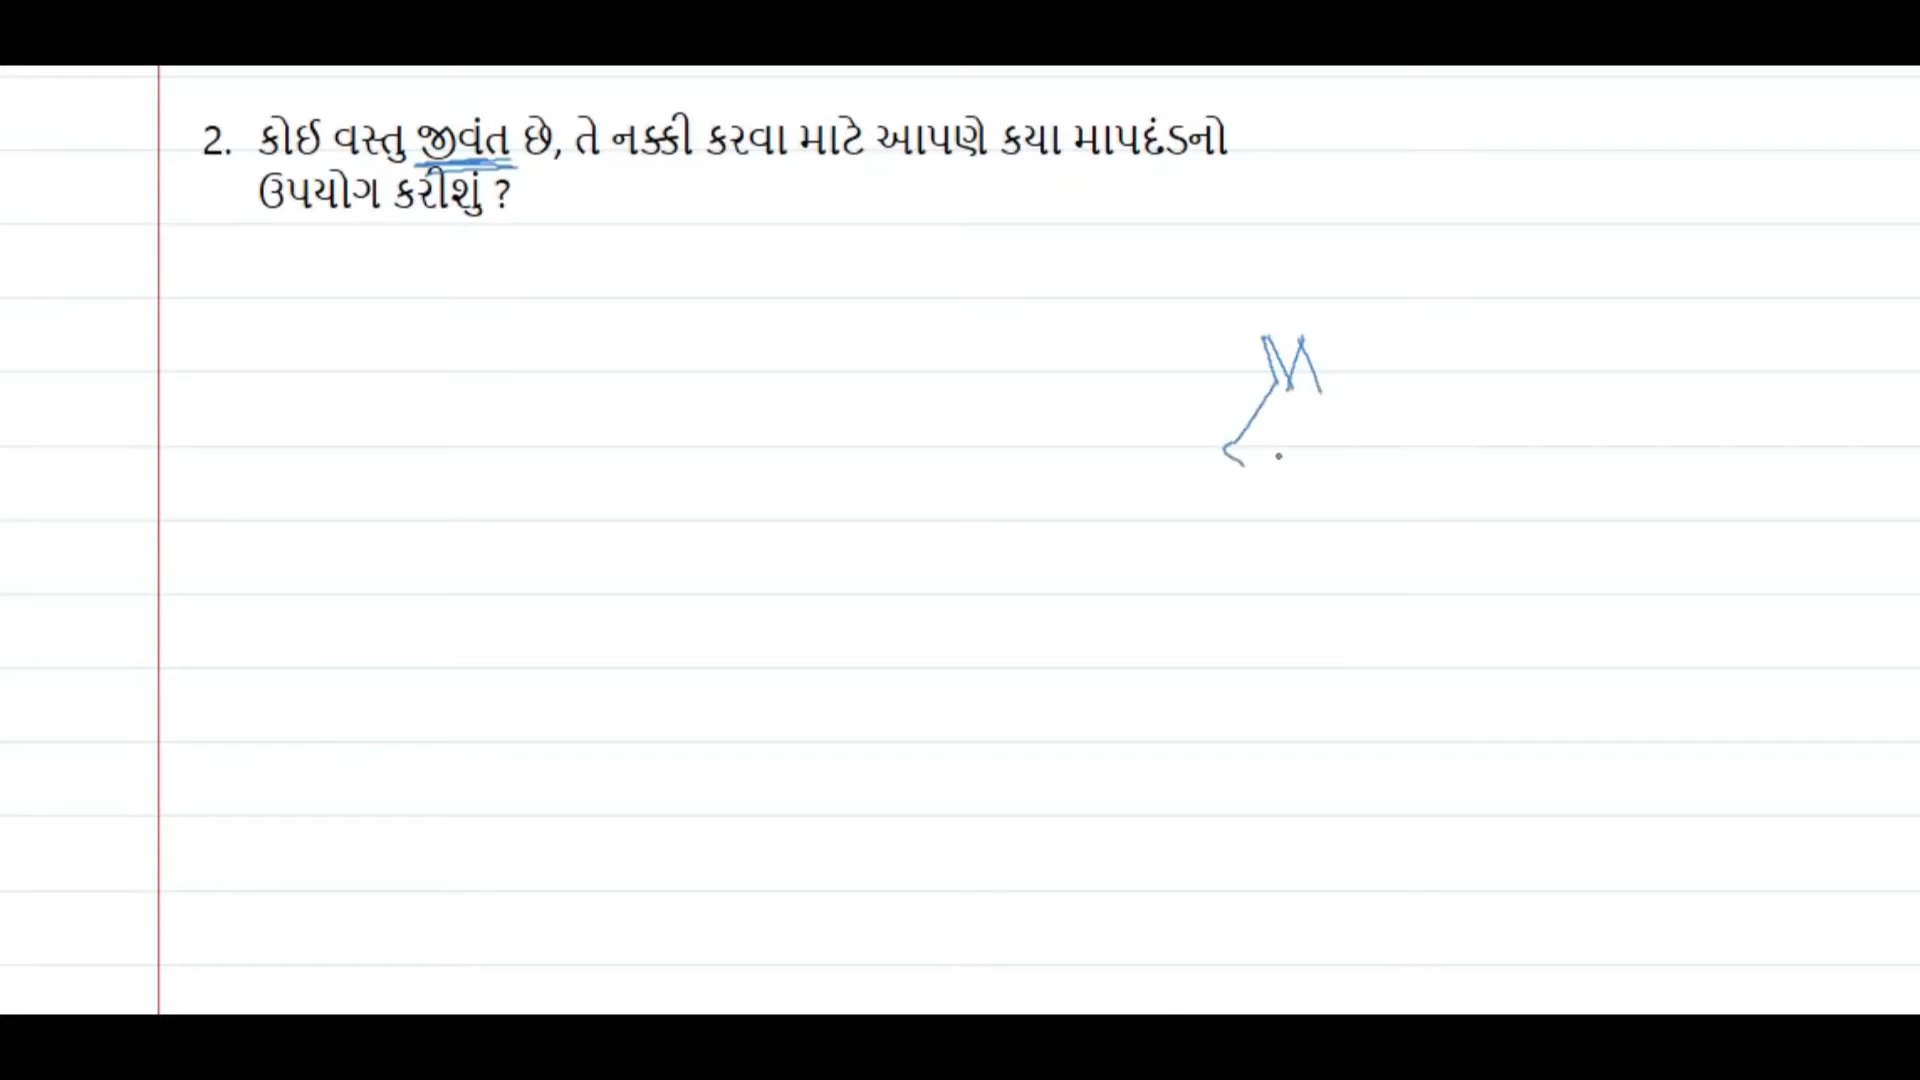 2. કોઈ વસ્તુ જીવંત છે, તે નક્કી કરવા માટે આપણે કયા માપદંડનો
ઉપયોગ કરીશું ?